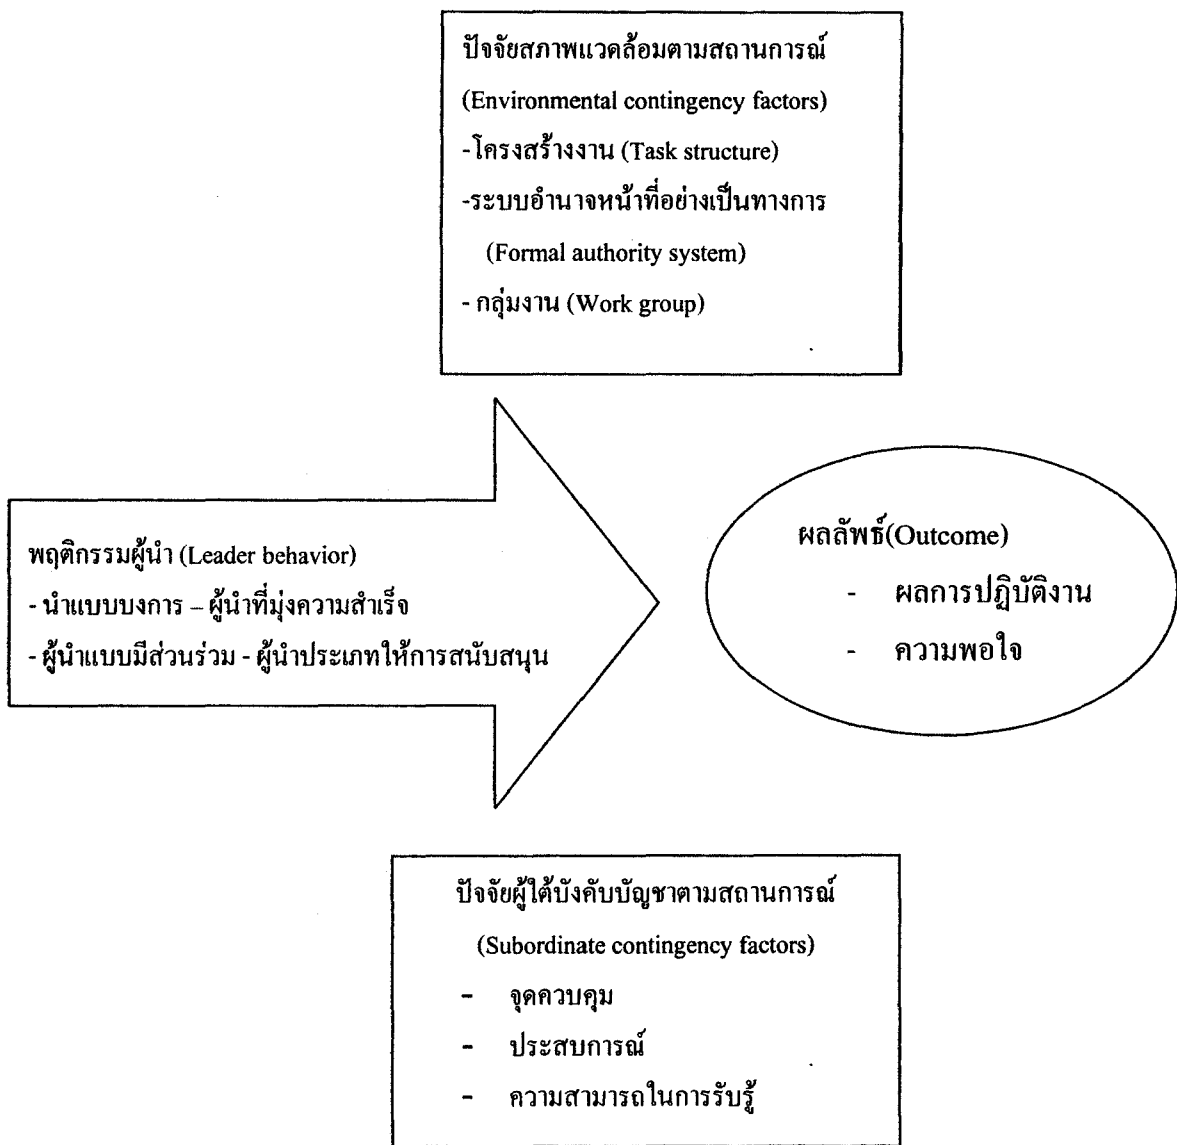 ปัจจัยสภาพแวคล้อมตามสถานการณ์
(Environmental contingency factors)
-โครงสร้างงาน (Task structure)
-ระบบอำนาจหน้าที่อย่างเป็นทางการ
(Formal authority system)
- กลุ่มงาน (Work group)
พฤติกรรมผู้นำ (Leader behavior)
- นำแบบบงการ – ผู้นำที่มุ่งความสำเร็จ
- ผู้นำแบบมีส่วนร่วม - ผู้นำประเภทให้การสนับสนุน
ผลลัพธ์(Outcome)
- ผลการปฏิบัติงาน
- ความพอใจ
ปัจจัยผู้ใต้บังคับบัญชาตามสถานการณ์
(Subordinate contingency factors)
- จุดควบคุม
- ประสบการณ์
- ความสามารถในการรับรู้